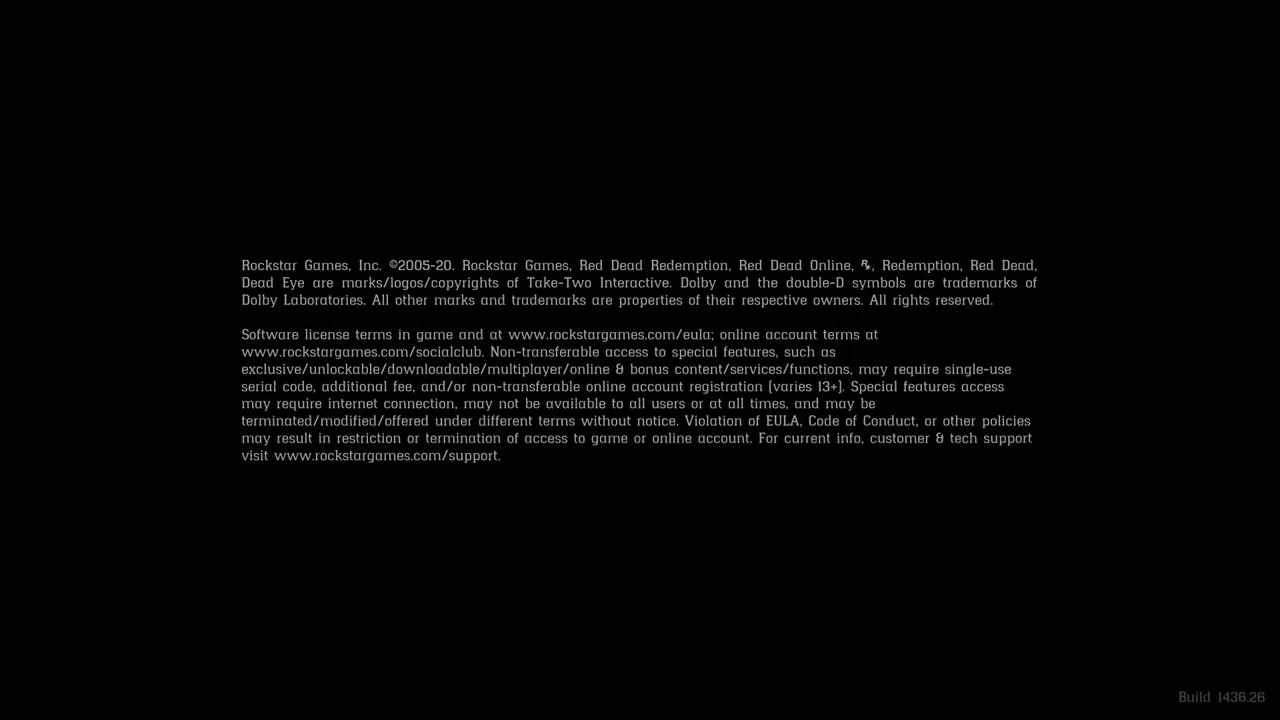 Rockstar Games, Inc. ©2005-20. Rockstar Games, Red Dead Redemption, Red Dead Online, R★, Redemption, Red Dead,
Dead Eye are marks/logos/copyrights of Take-Two Interactive. Dolby and the double-D symbols are trademarks of
Dolby Laboratories. All other marks and trademarks are properties of their respective owners. All rights reserved.
Software license terms in game and at www.rockstargames.com/eula; online account terms at
www.rockstargames.com/socialclub. Non-transferable access to special features, such as
exclusive/unlockable/downloadable/multiplayer/online & bonus content/services/functions, may require single-use
serial code, additional fee, and/or non-transferable online account registration (varies 13+). Special features access
may require internet connection, may not be available to all users or at all times, and may be
terminated/modified/offered under different terms without notice. Violation of EULA, Code of Conduct, or other policies
may result in restriction or termination of access to game or online account. For current info, customer & tech support
visit www.rockstargames.com/support.
Build 1436.26